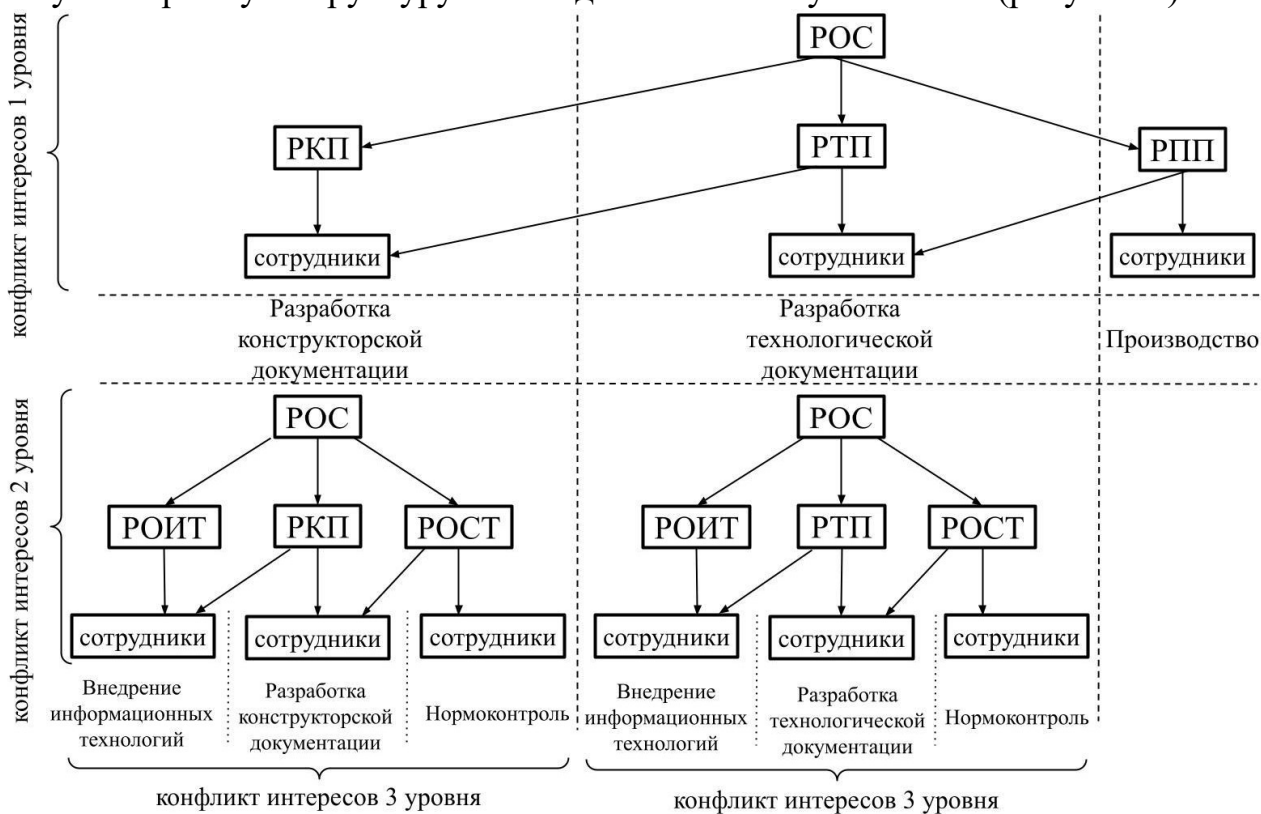 конфликт интересов 1 уровня
РОС
РКП
РТП
РПП
сотрудники
сотрудники
сотрудники
Разработка
конструкторской
документации
Разработка
технологической
документации
Производство
конфликт интересов 2 уровня
РОС
РОС
РОИТ
РКП
РОСТ
РОИТ
РТП
РОСТ
сотрудники
сотрудники
сотрудники
сотрудники
сотрудники
сотрудники
Внедрение
информационных
технологий
Разработка
конструкторской
документации
Нормоконтроль
Внедрение
информационных
технологий
Разработка
технологической
документации
Нормоконтроль
конфликт интересов 3 уровня
конфликт интересов 3 уровня